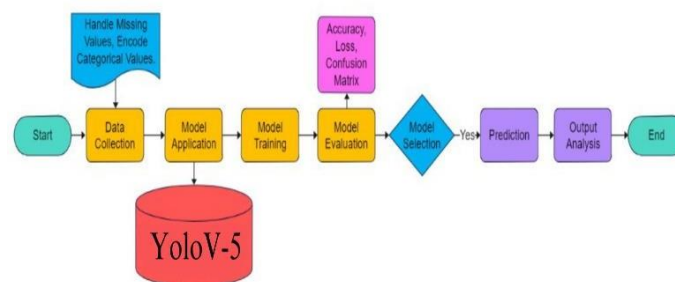 Handle Missing
Values, Encode
Categorical Values.
Accuracy,
Loss,
Confusion
Matrix
Start
Data
Collection
Model
Application
Model
Training
Model
Evaluation
Model
Selection
Yes
Prediction
Output
Analysis
End
YoloV-5